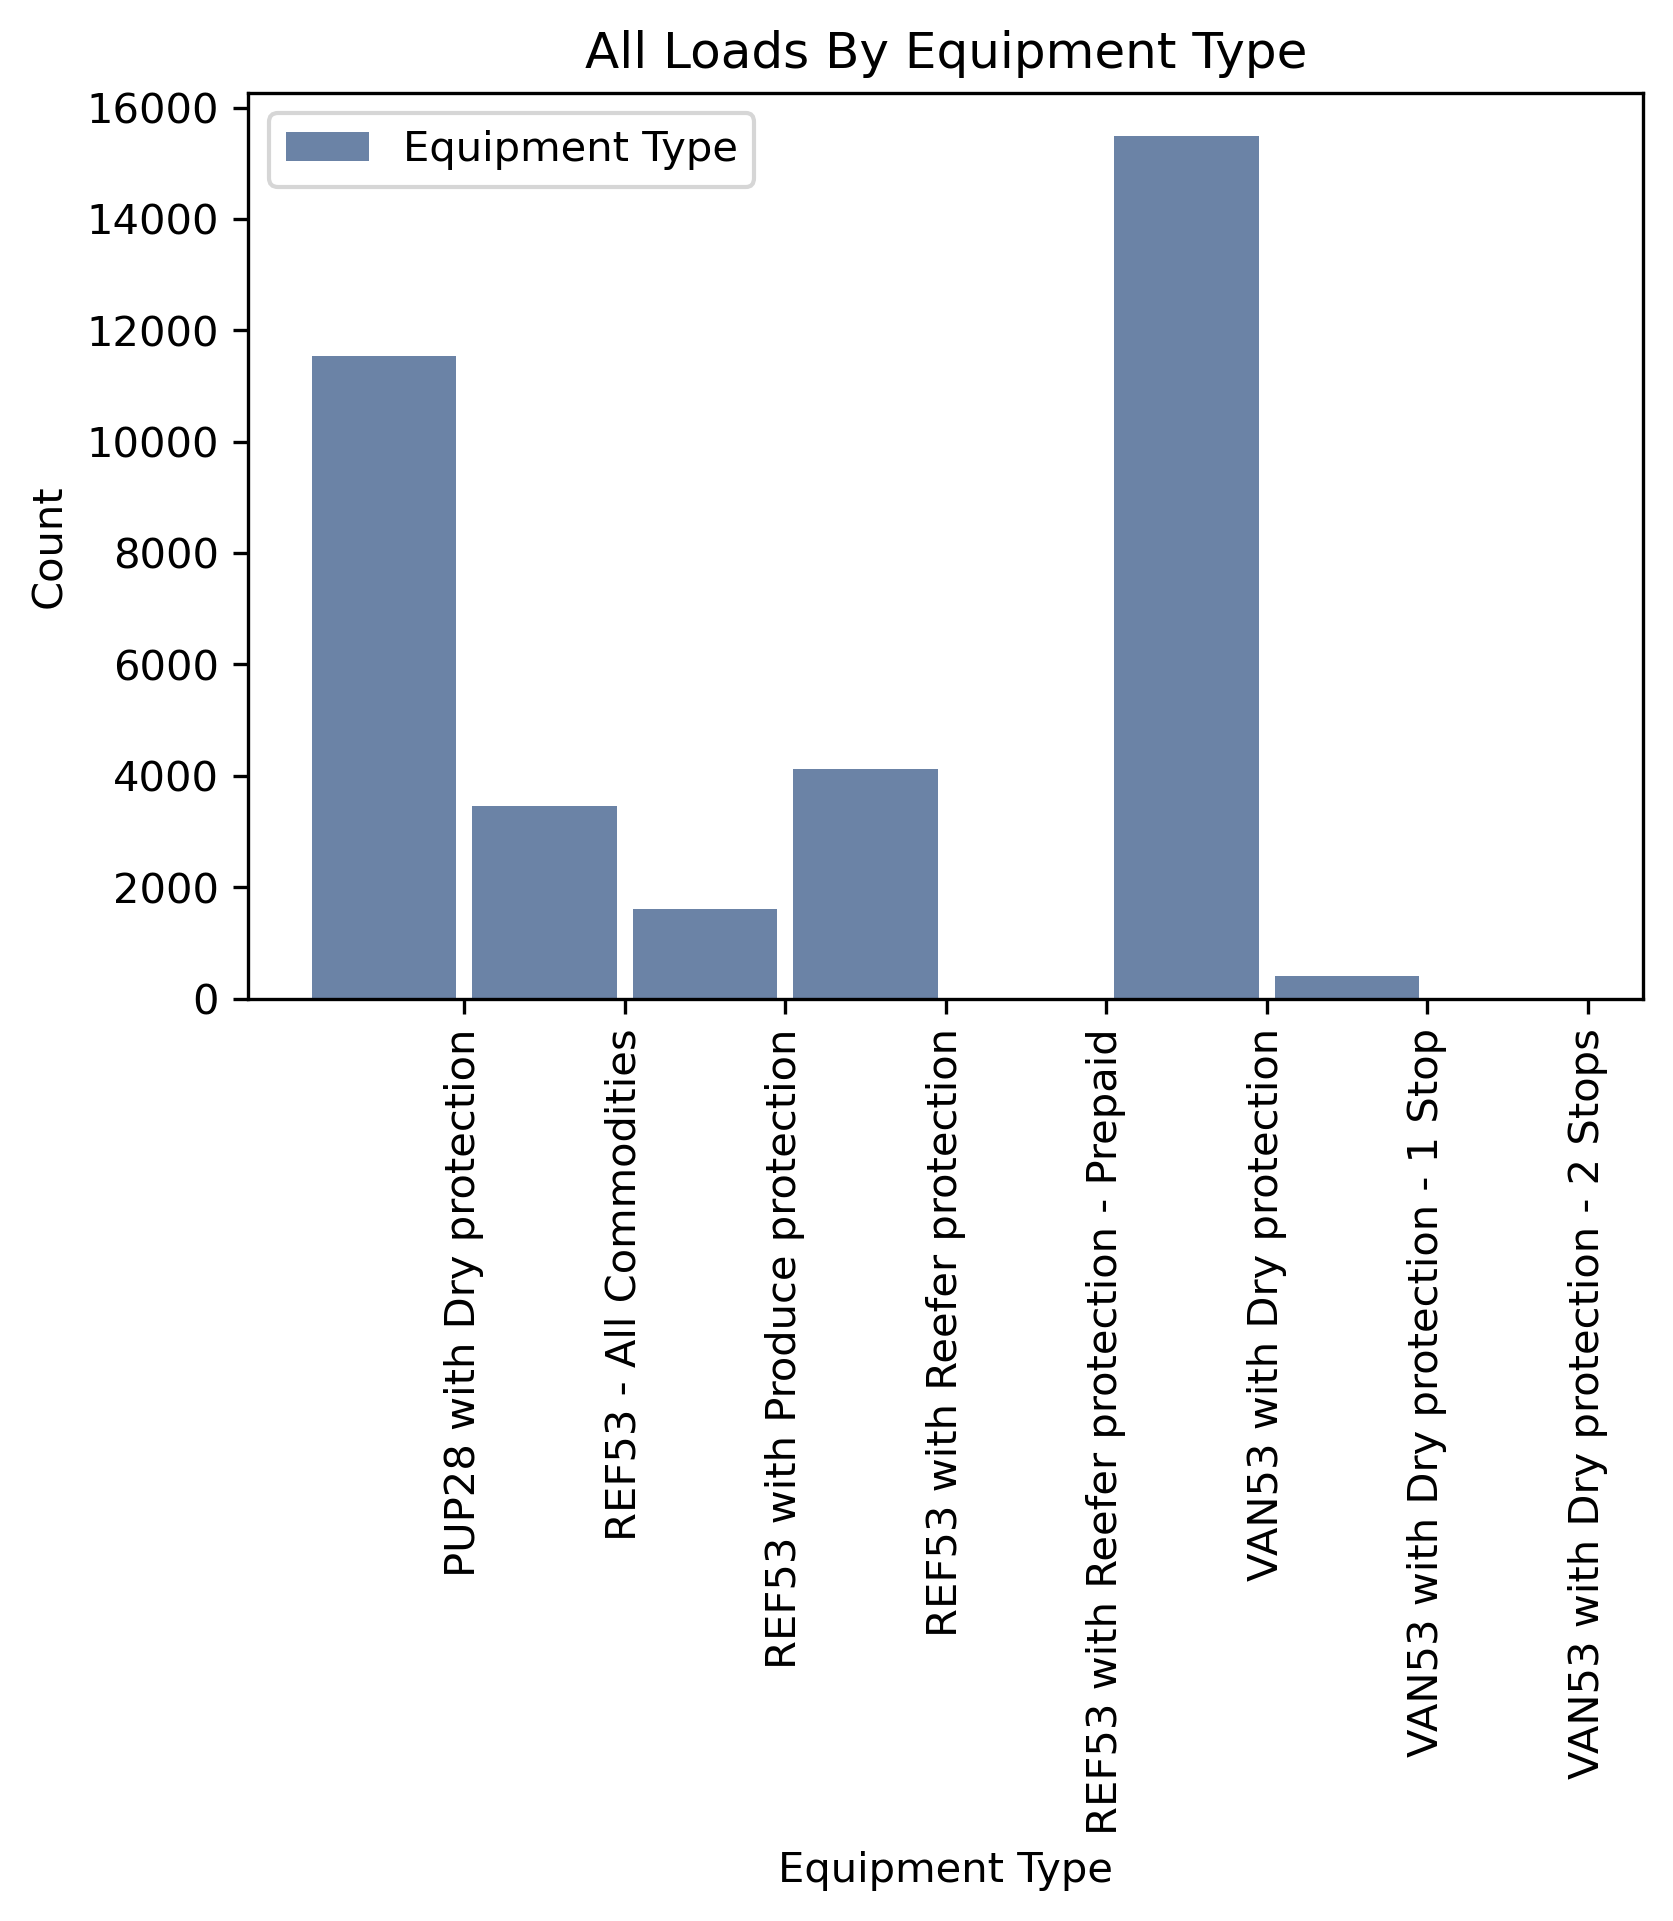 All Loads By Equipment Type
Equipment Type
16000
14000
12000
10000
8000
6000
4000
2000
0
Count
PUP28 with Dry protection
REF53 - All Commodities
REF53 with Produce protection
REF53 with Reefer protection
REF53 with Reefer protection - Prepaid
VAN53 with Dry protection
VAN53 with Dry protection - 1 Stop
VAN53 with Dry protection - 2 Stops
Equipment Type